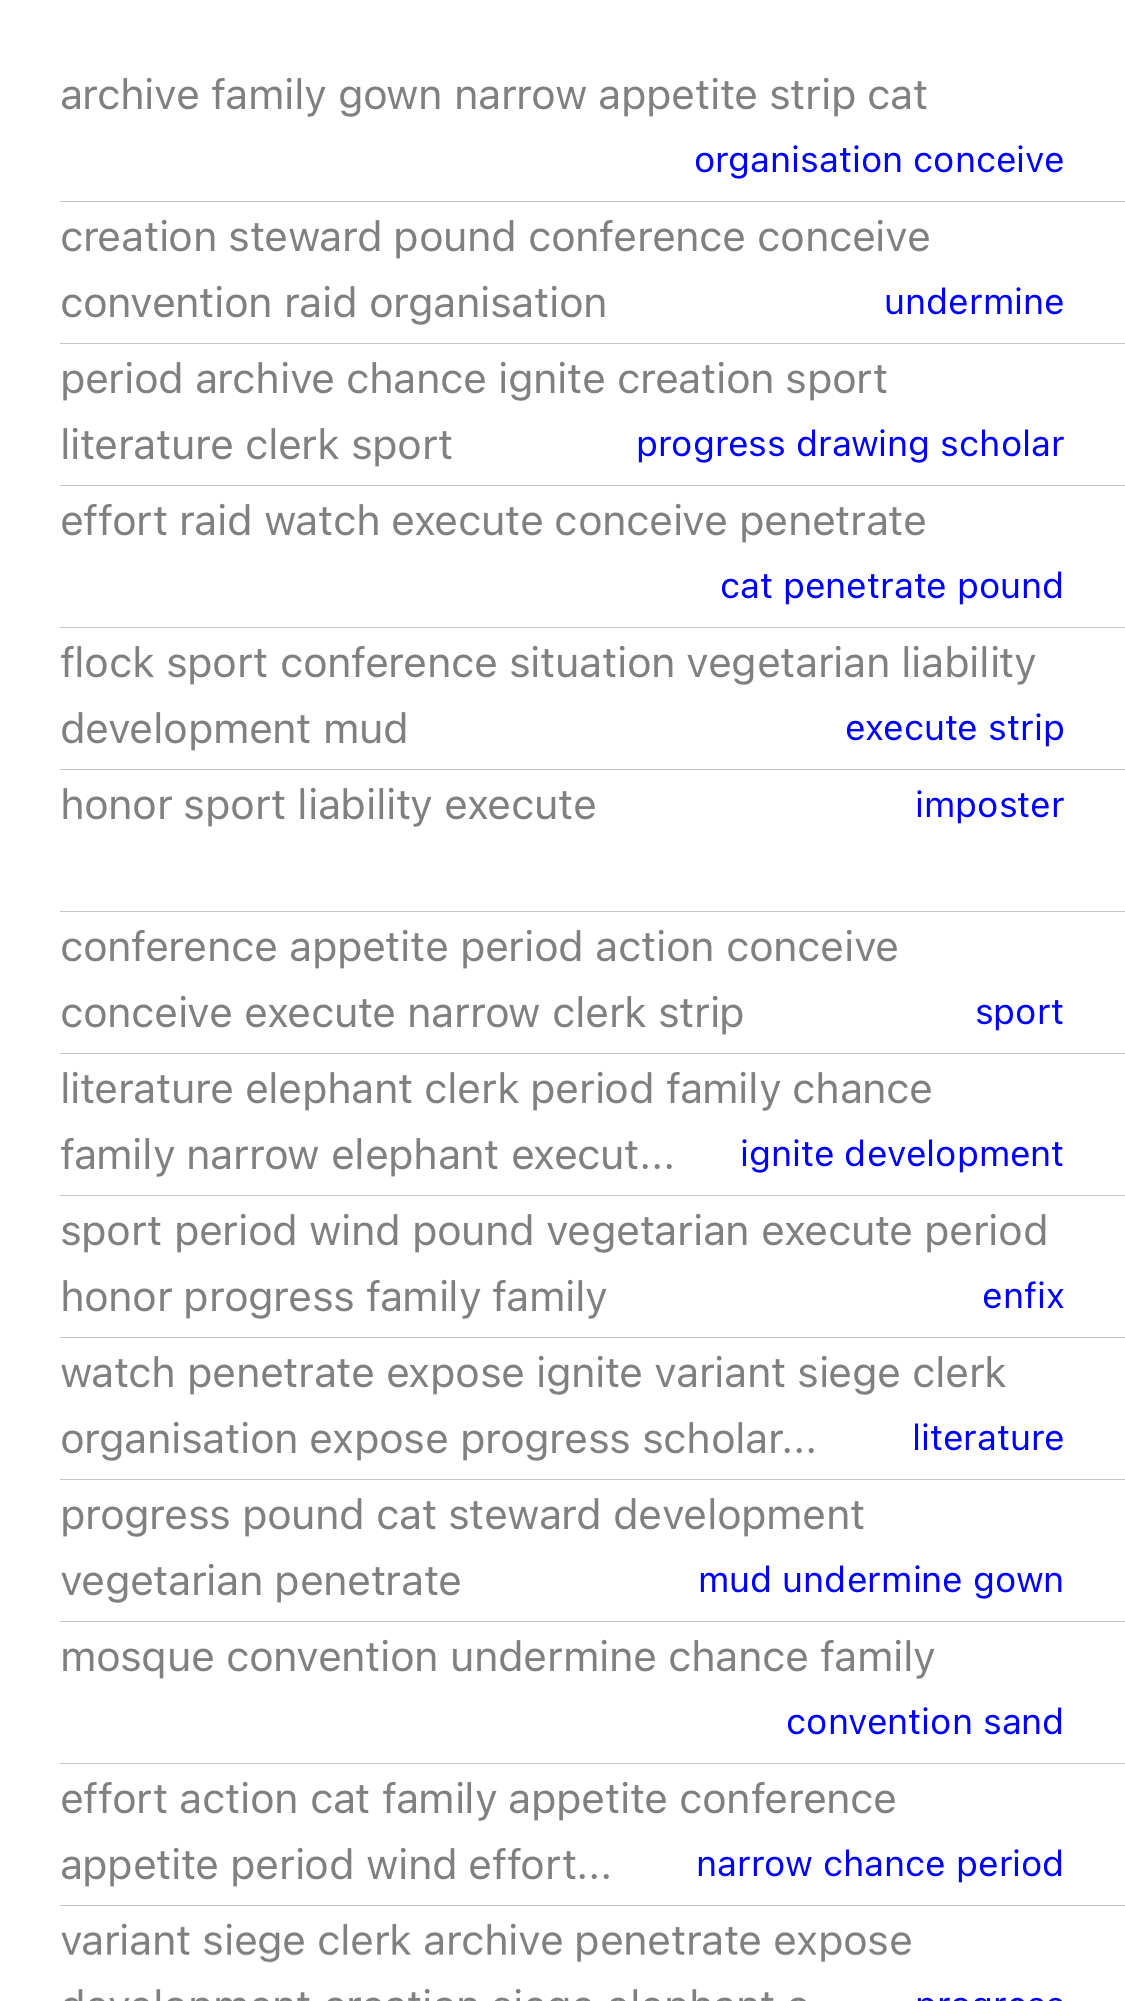 archive family gown narrow appetite strip cat
organisation conceive
creation steward pound conference conceive
convention raid organisation undermine
period archive chance ignite creation sport
literature clerk sport progress drawing scholar
effort raid watch execute conceive penetrate
cat penetrate pound
flock sport conference situation vegetarian liability
development mud execute strip
honor sport liability execute imposter
conference appetite period action conceive
conceive execute narrow clerk strip sport
literature elephant clerk period family chance
family narrow elephant execut... ignite development
sport period wind pound vegetarian execute period
honor progress family family enfix
watch penetrate expose ignite variant siege clerk
organisation expose progress scholar... literature
progress pound cat steward development
vegetarian penetrate mud undermine gown
mosque convention undermine chance family
convention sand
effort action cat family appetite conference
appetite period wind effort... narrow chance period
variant siege clerk archive penetrate expose
development creation siege elephant progress